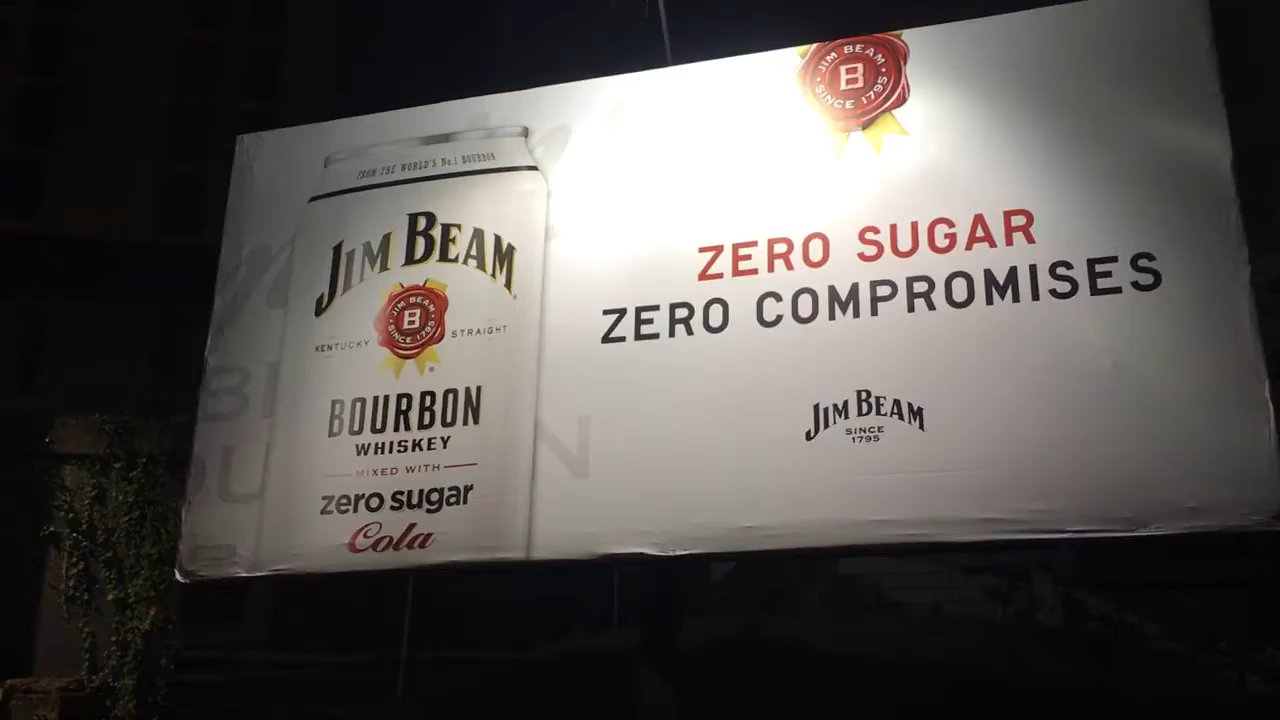 FROM THE WORLD'S No.1 BOURBON
JIM BEAM
JIM BEAM
B
SINCE 1795
KENTUCKY STRAIGHT
BOURBON
WHISKEY
MIXED WITH
zero sugar
Cola
JIM BEAM
B
SINCE 1795
ZERO SUGAR
ZERO COMPROMISES
JIM BEAM
SINCE
1795